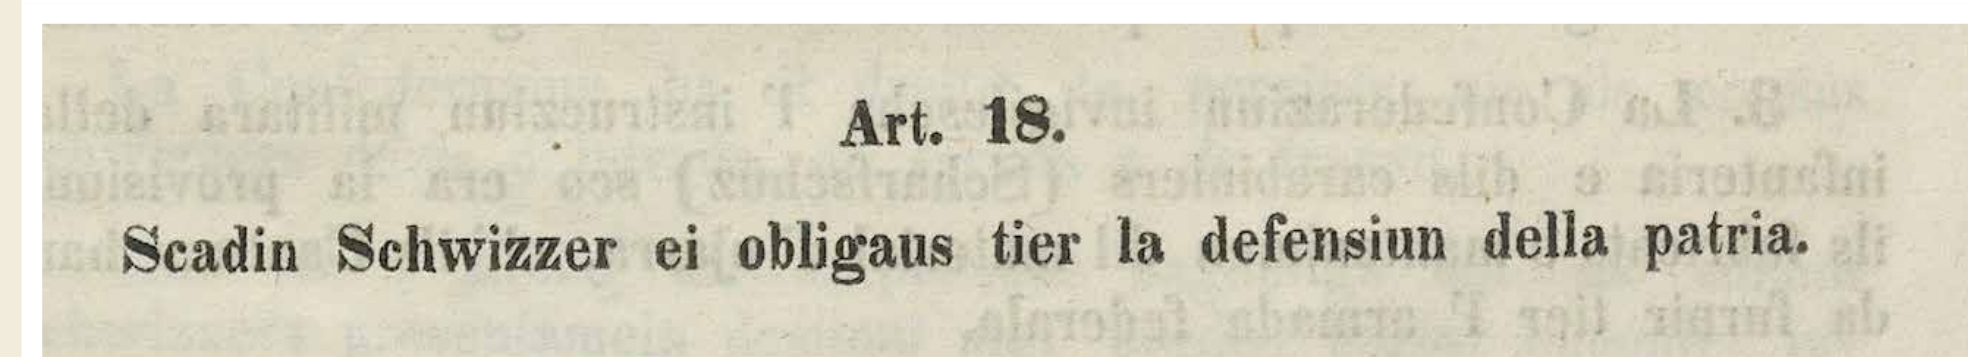 Art. 18.
Scadin Schwizzer ei obligaus tier la defensiun della patria.